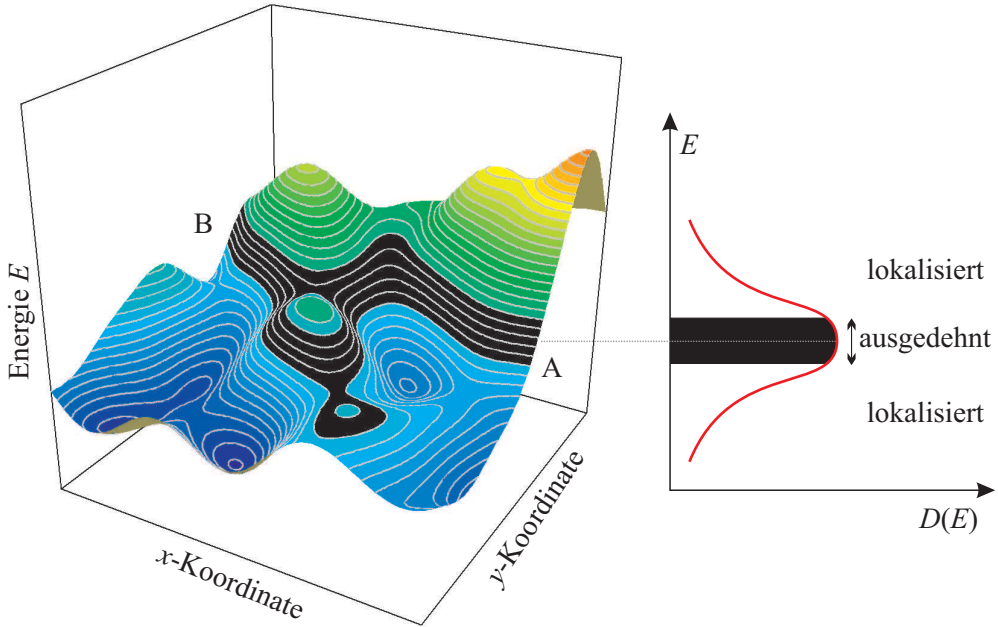 Energie E
B
A
x-Koordinate
y-Koordinate
E
lokalisiert
ausgedehnt
lokalisiert
D(E)